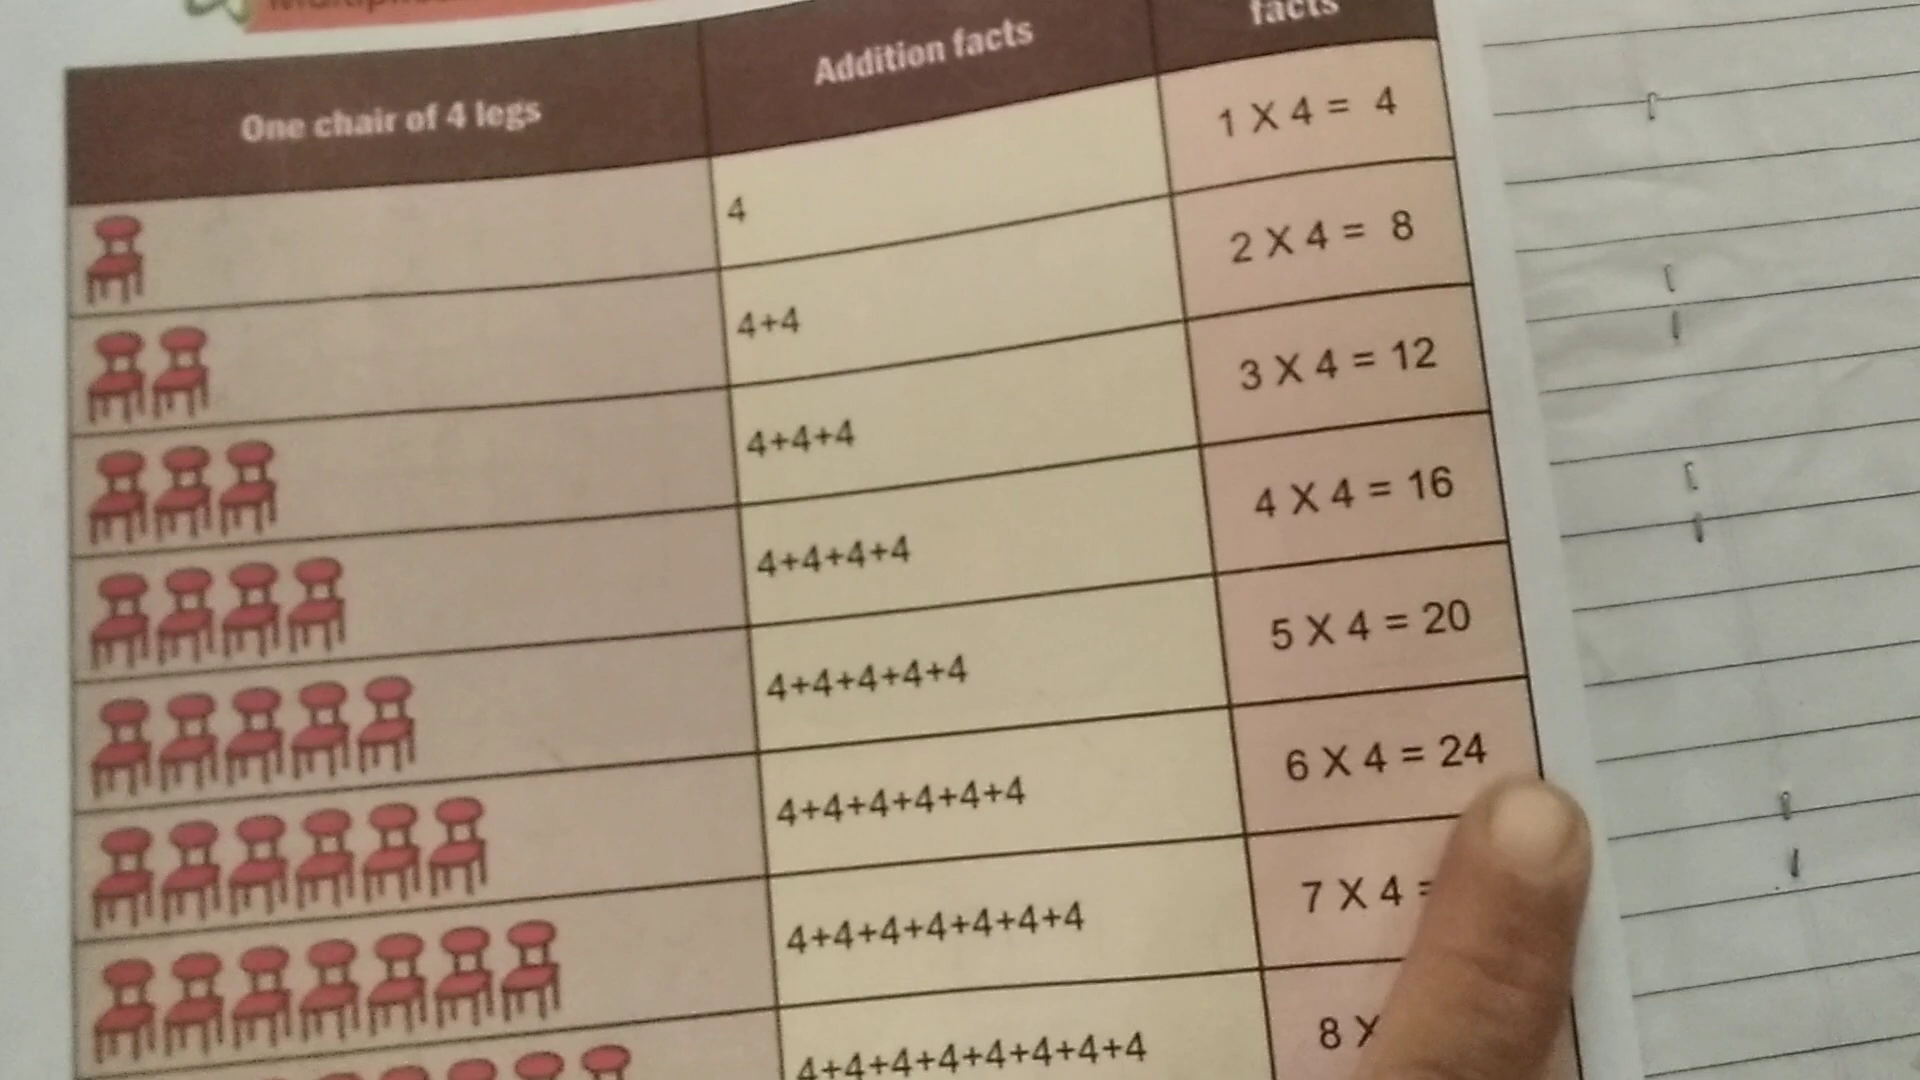 One chair of 4 legs
Addition facts
facts
4
1 X 4 = 4
4+4
2 X 4 = 8
4+4+4
3 X 4 = 12
4+4+4+4
4 X 4 = 16
4+4+4+4+4
5 X 4 = 20
4+4+4+4+4+4
6 X 4 = 24
4+4+4+4+4+4+4
7 X 4 =
4+4+4+4+4+4+4+4
8 X